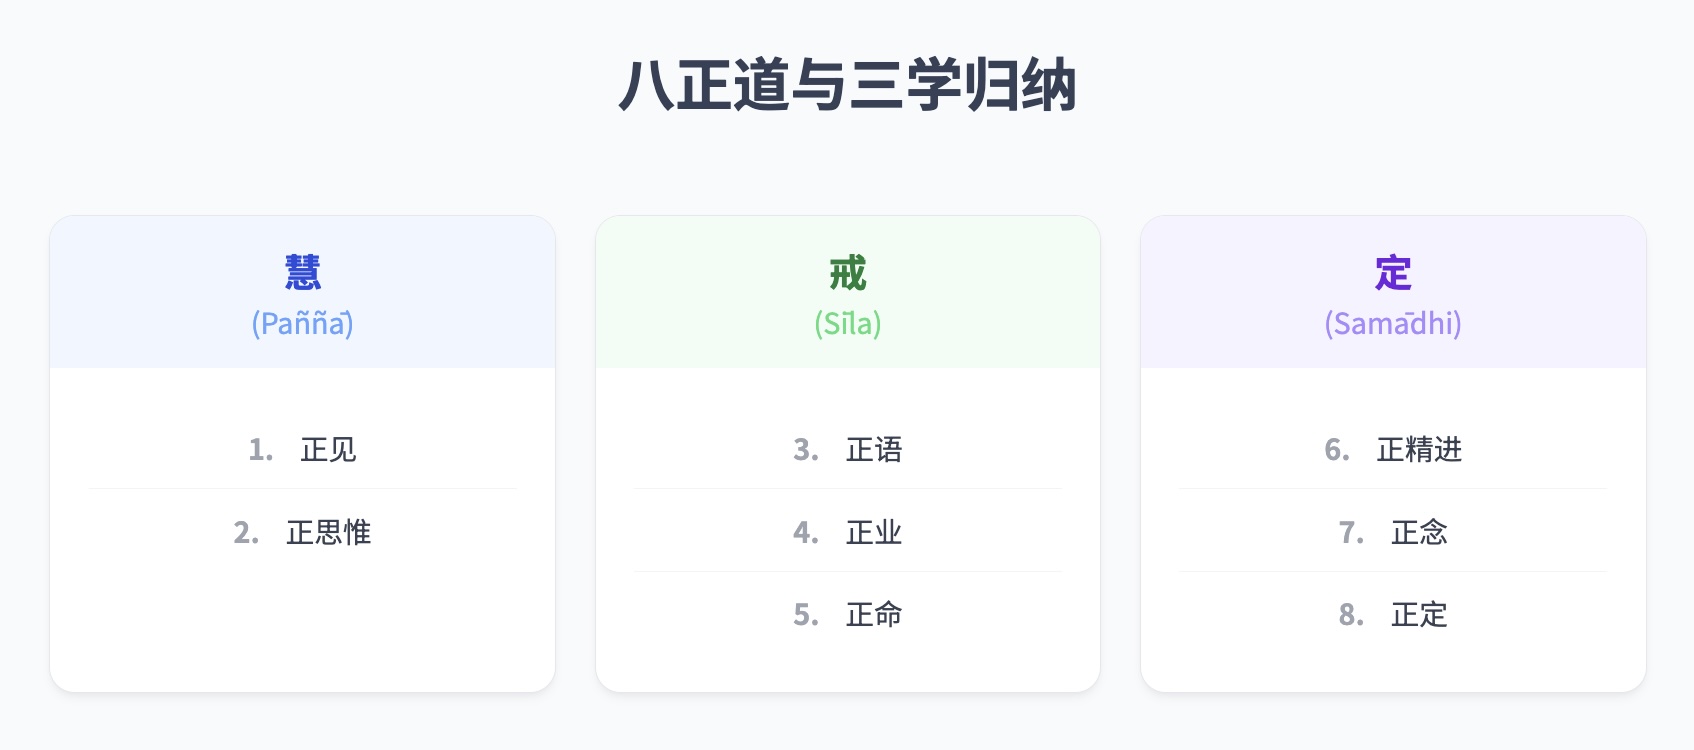 八正道与三学归纳
慧
(Paññā)
1. 正见
2. 正思惟
戒
(Sīla)
3. 正语
4. 正业
5. 正命
定
(Samādhi)
6. 正精进
7. 正念
8. 正定